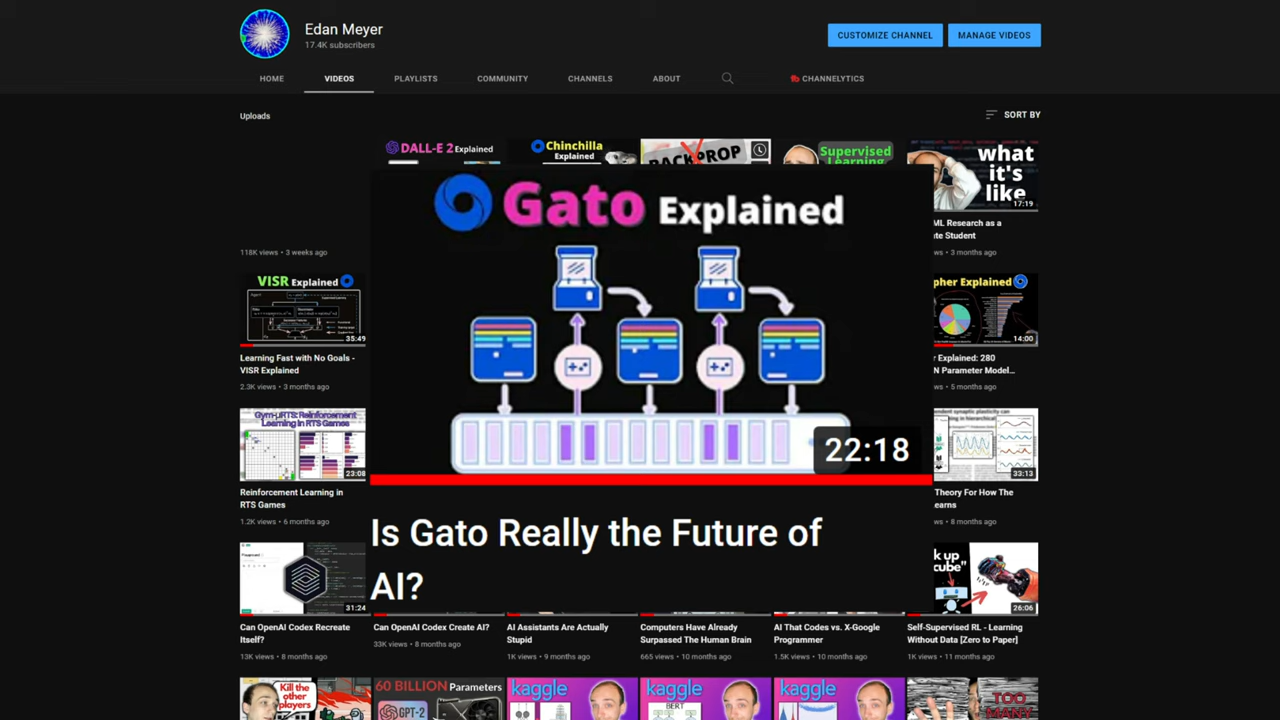 Edan Meyer
17.4K subscribers
CUSTOMIZE CHANNEL
MANAGE VIDEOS
HOME
VIDEOS
PLAYLISTS
COMMUNITY
CHANNELS
ABOUT
CHANNELYTICS
Uploads
SORT BY
DALL-E 2 Explained
Chinchilla
Explained
BACKPROP
Supervised
Learning
what
it's
like
17:19
ML Research as a
te Student
118K views • 3 weeks ago
ws • 3 months ago
Gato Explained
22:18
Is Gato Really the Future of
AI?
VISR Explained
35:49
Learning Fast with No Goals -
VISR Explained
2.3K views • 3 months ago
pher Explained
14:00
r Explained: 280
N Parameter Model...
ws • 5 months ago
Gym-µRTS: Reinforcement
Learning in RTS Games
23:08
Reinforcement Learning in
RTS Games
1.2K views • 6 months ago
33:13
Theory For How The
earns
ws • 8 months ago
31:24
Can OpenAI Codex Recreate
Itself?
13K views • 8 months ago
Can OpenAI Codex Create AI?
33K views • 8 months ago
AI Assistants Are Actually
Stupid
1K views • 9 months ago
Computers Have Already
Surpassed The Human Brain
665 views • 10 months ago
AI That Codes vs. X-Google
Programmer
1.5K views • 10 months ago
k up
cube"
26:06
Self-Supervised RL - Learning
Without Data [Zero to Paper]
1K views • 11 months ago
Kill the
other
players
60 BILLION Parameters
GPT-2
kaggle
kaggle
BERT
kaggle
TOO
MANY